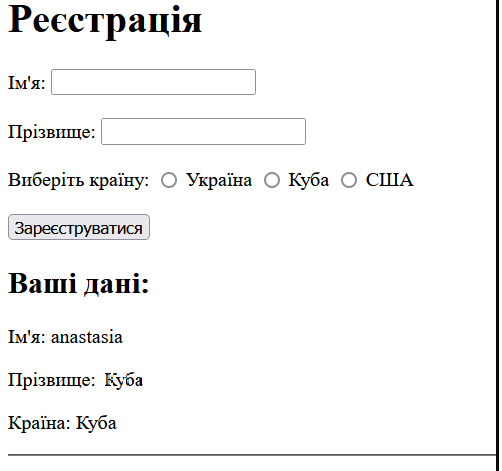 Реєстрація
Ім'я:
Прізвище:
Виберіть країну: Україна Куба США
Зареєструватися
Ваші дані:
Ім'я: anastasia
Прізвище: Куба
Країна: Куба